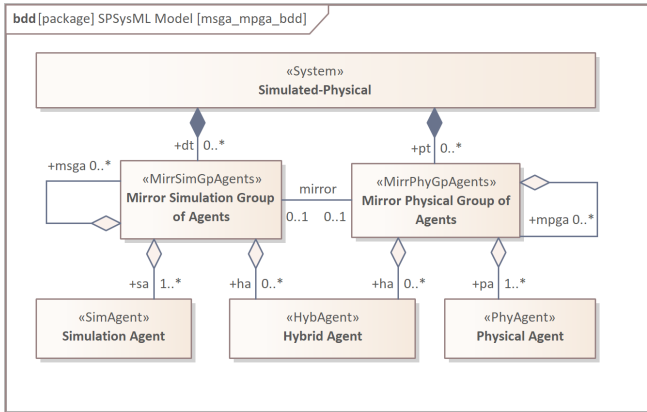 bdd [package] SPSysML Model [msga_mpga_bdd]
«System»
Simulated-Physical
+dt 0..*
+pt 0..*
+msga 0..*
«MirrSimGpAgents»
Mirror Simulation Group
of Agents
mirror
0..1 0..1
«MirrPhyGpAgents»
Mirror Physical Group of
Agents
+mpga 0..*
+sa 1..*
+ha 0..*
+ha 0..*
+pa 1..*
«SimAgent»
Simulation Agent
«HybAgent»
Hybrid Agent
«PhyAgent»
Physical Agent